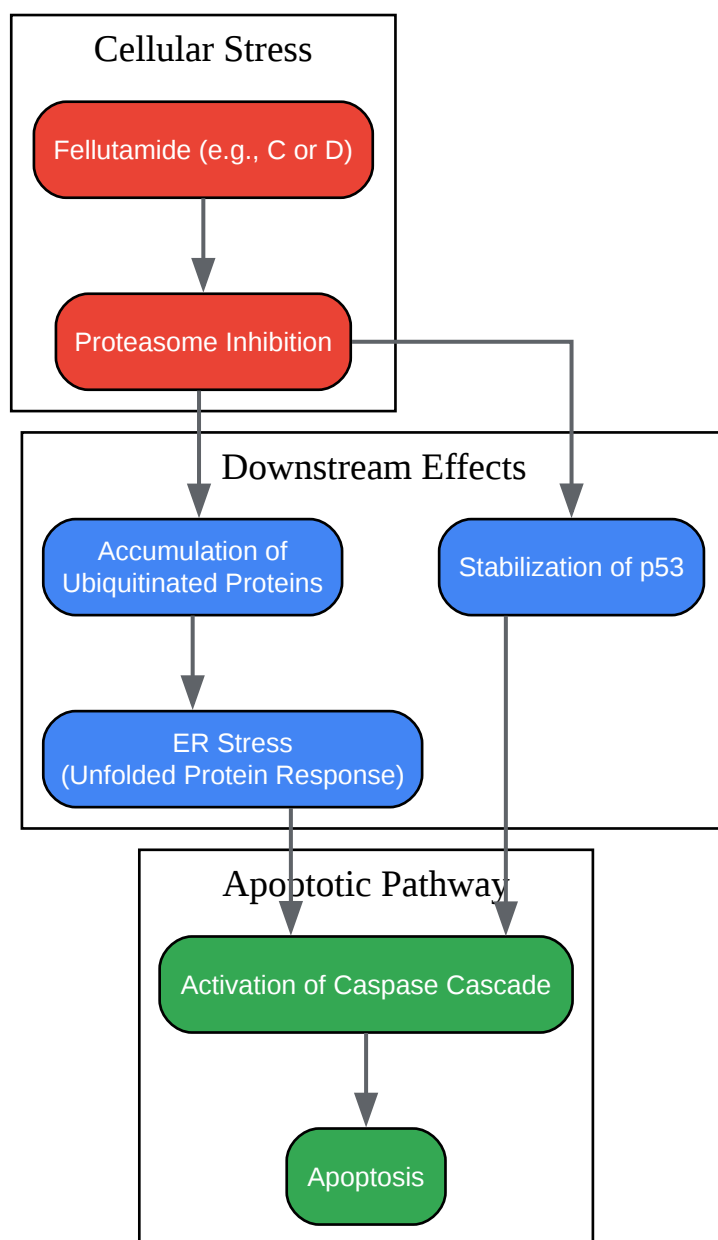 Cellular Stress
Fellutamide (e.g., C or D)
Proteasome Inhibition
Downstream Effects
Accumulation of
Ubiquitinated Proteins
Stabilization of p53
ER Stress
(Unfolded Protein Response)
Apoptotic Pathway
Activation of Caspase Cascade
Apoptosis